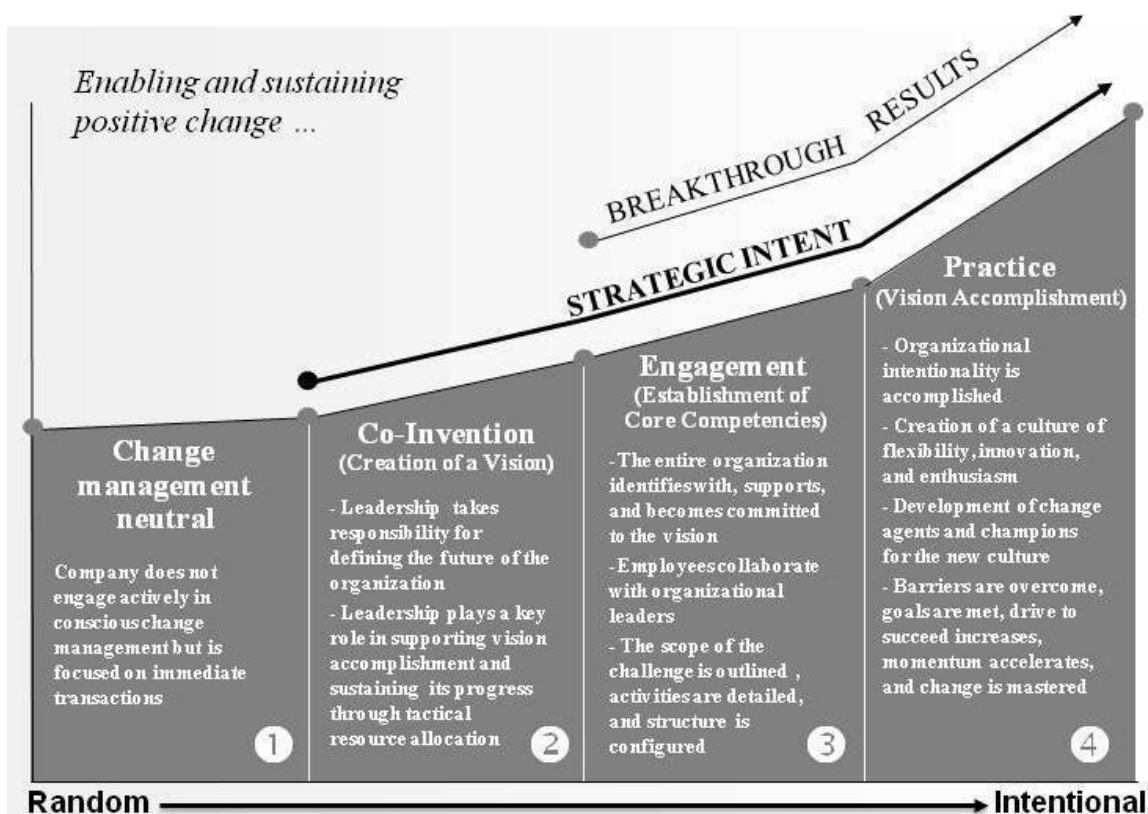 Enabling and sustaining
positive change ...
BREAKTHROUGH RESULTS
STRATEGIC INTENT
Change
management
neutral
Company does not
engage actively in
conscious change
management but is
focused on immediate
transactions
1
Co-Invention
(Creation of a Vision)
- Leadership takes
responsibility for
defining the future of the
organization
- Leadership plays a key
role in supporting vision
accomplishment and
sustaining its progress
through tactical
resource allocation
2
Engagement
(Establishment of
Core Competencies)
-The entire organization
identifies with, supports,
and becomes committed
to the vision
-Employees collaborate
with organizational
leaders
- The scope of the
challenge is outlined ,
activities are detailed,
and structure is
configured
3
Practice
(Vision Accomplishment)
- Organizational
intentionality is
accomplished
- Creation of a culture of
flexibility, innovation,
and enthusiasm
- Development of change
agents and champions
for the new culture
- Barriers are overcome,
goals are met, drive to
succeed increases,
momentum accelerates,
and change is mastered
4
Random
Intentional